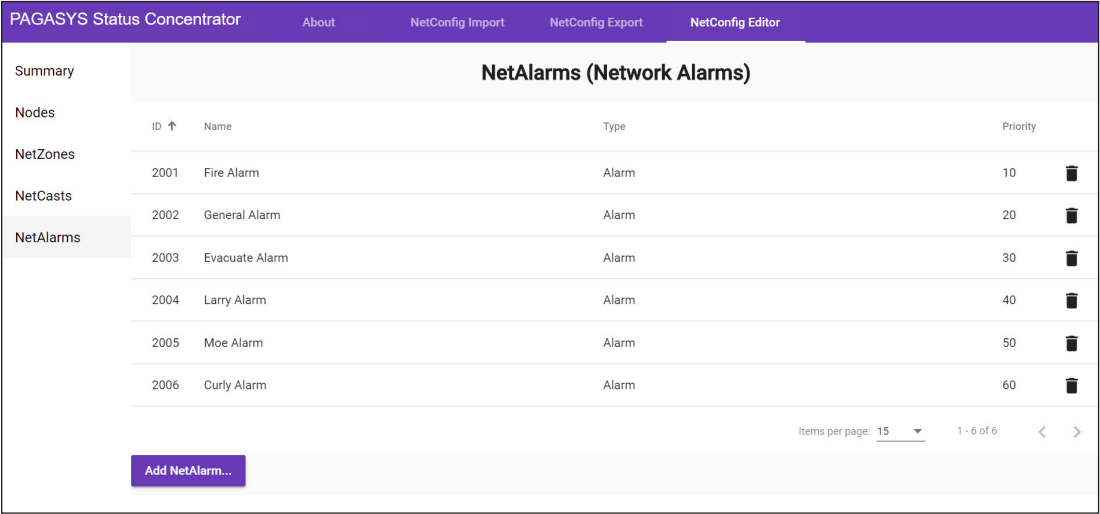 PAGASYS Status Concentrator About NetConfig Import NetConfig Export NetConfig Editor
Summary
Nodes
NetZones
NetCasts
NetAlarms
NetAlarms (Network Alarms)
ID Name Type Priority
2001 Fire Alarm Alarm 10
2002 General Alarm Alarm 20
2003 Evacuate Alarm Alarm 30
2004 Larry Alarm Alarm 40
2005 Moe Alarm Alarm 50
2006 Curly Alarm Alarm 60
Items per page: 15 1 - 6 of 6
Add NetAlarm...